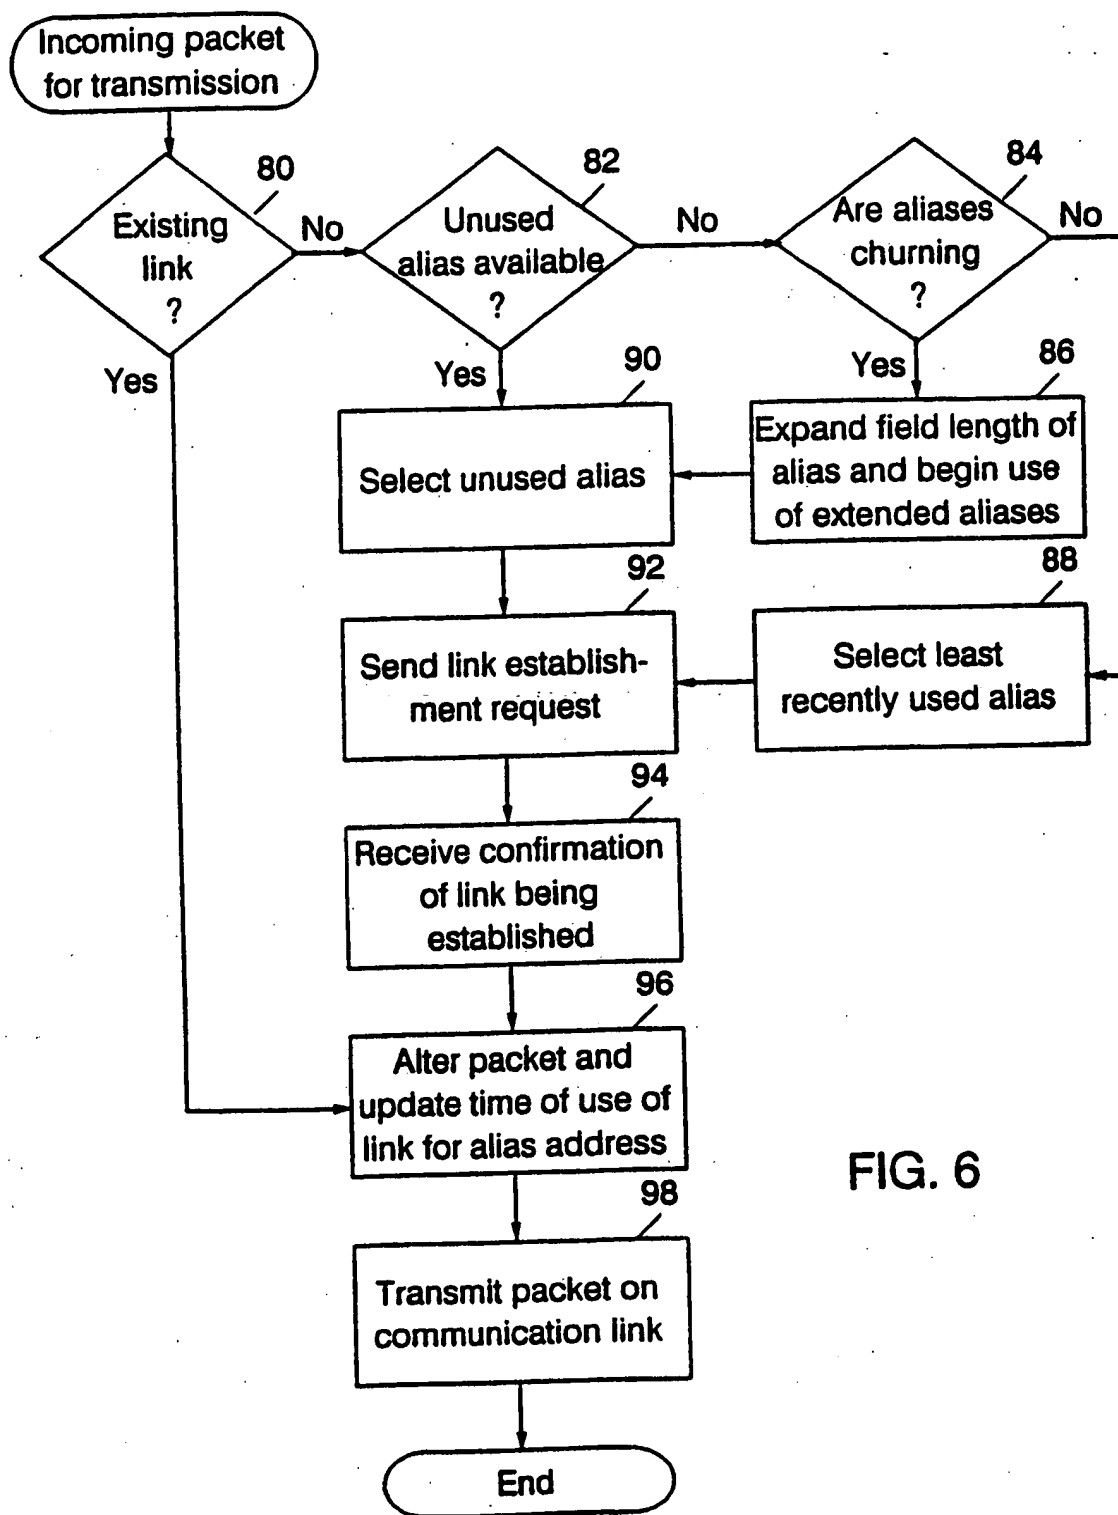 Incoming packet
for transmission
80
Existing
link
?
No
Yes
82
Unused
alias available
?
No
Yes
84
Are aliases
churning
?
No
Yes
86
Expand field length of
alias and begin use
of extended aliases
90
Select unused alias
88
Select least
recently used alias
92
Send link establish-
ment request
94
Receive confirmation
of link being
established
96
Alter packet and
update time of use of
link for alias address
98
Transmit packet on
communication link
End
FIG. 6